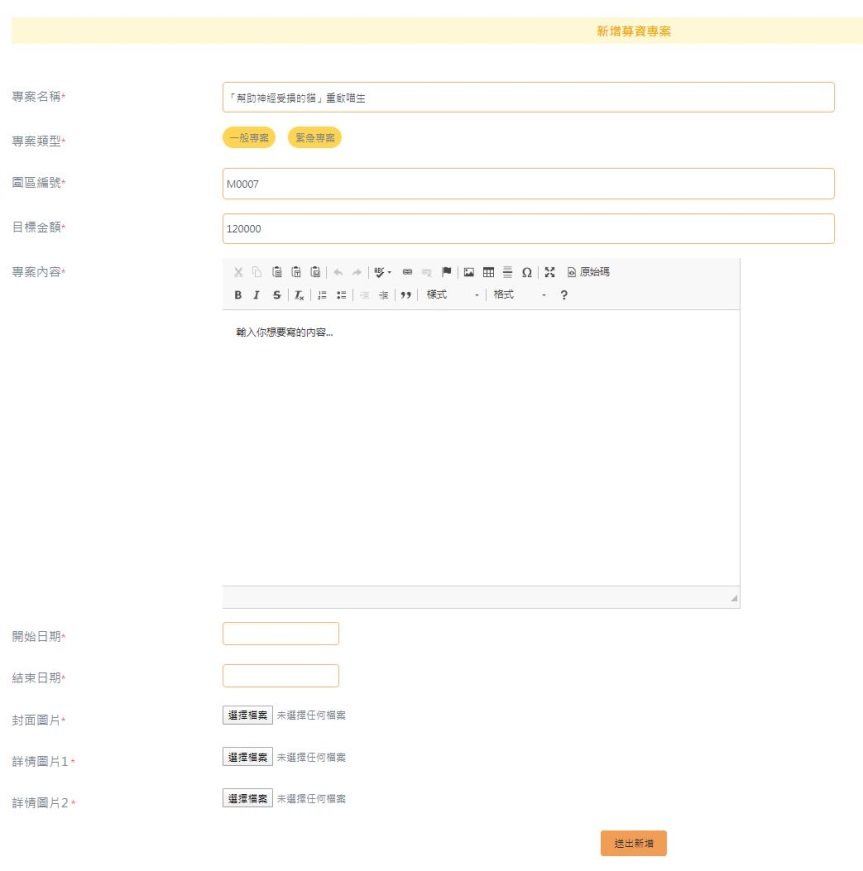 新增募資專案
專案名稱*
「幫助神經受損的貓」重啟喵生
專案類型*
一般專案 緊急專案
園區編號*
M0007
目標金額*
120000
專案內容*
原始碼
B I S Ix 樣式 格式 ?
輸入你想要寫的內容...
開始日期*
結束日期*
封面圖片*
選擇檔案 未選擇任何檔案
詳情圖片1*
選擇檔案 未選擇任何檔案
詳情圖片2*
選擇檔案 未選擇任何檔案
送出新增